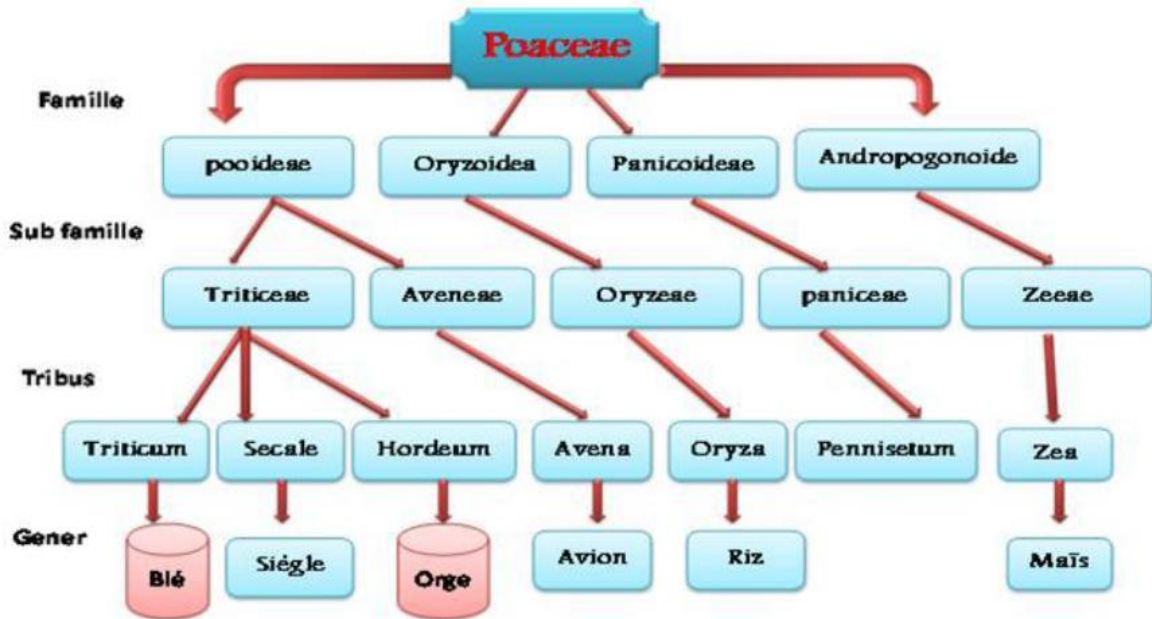 Poaceae
Famille
pooideae Oryzoidea Panicoideae Andropogonoide
Sub famille
Triticeae Aveneae Oryzeae paniceae Zeeae
Tribus
Triticum Secale Hordeum Avena Oryza Pennisetum Zea
Gener
Blé Siégle Orge Avion Riz Maïs